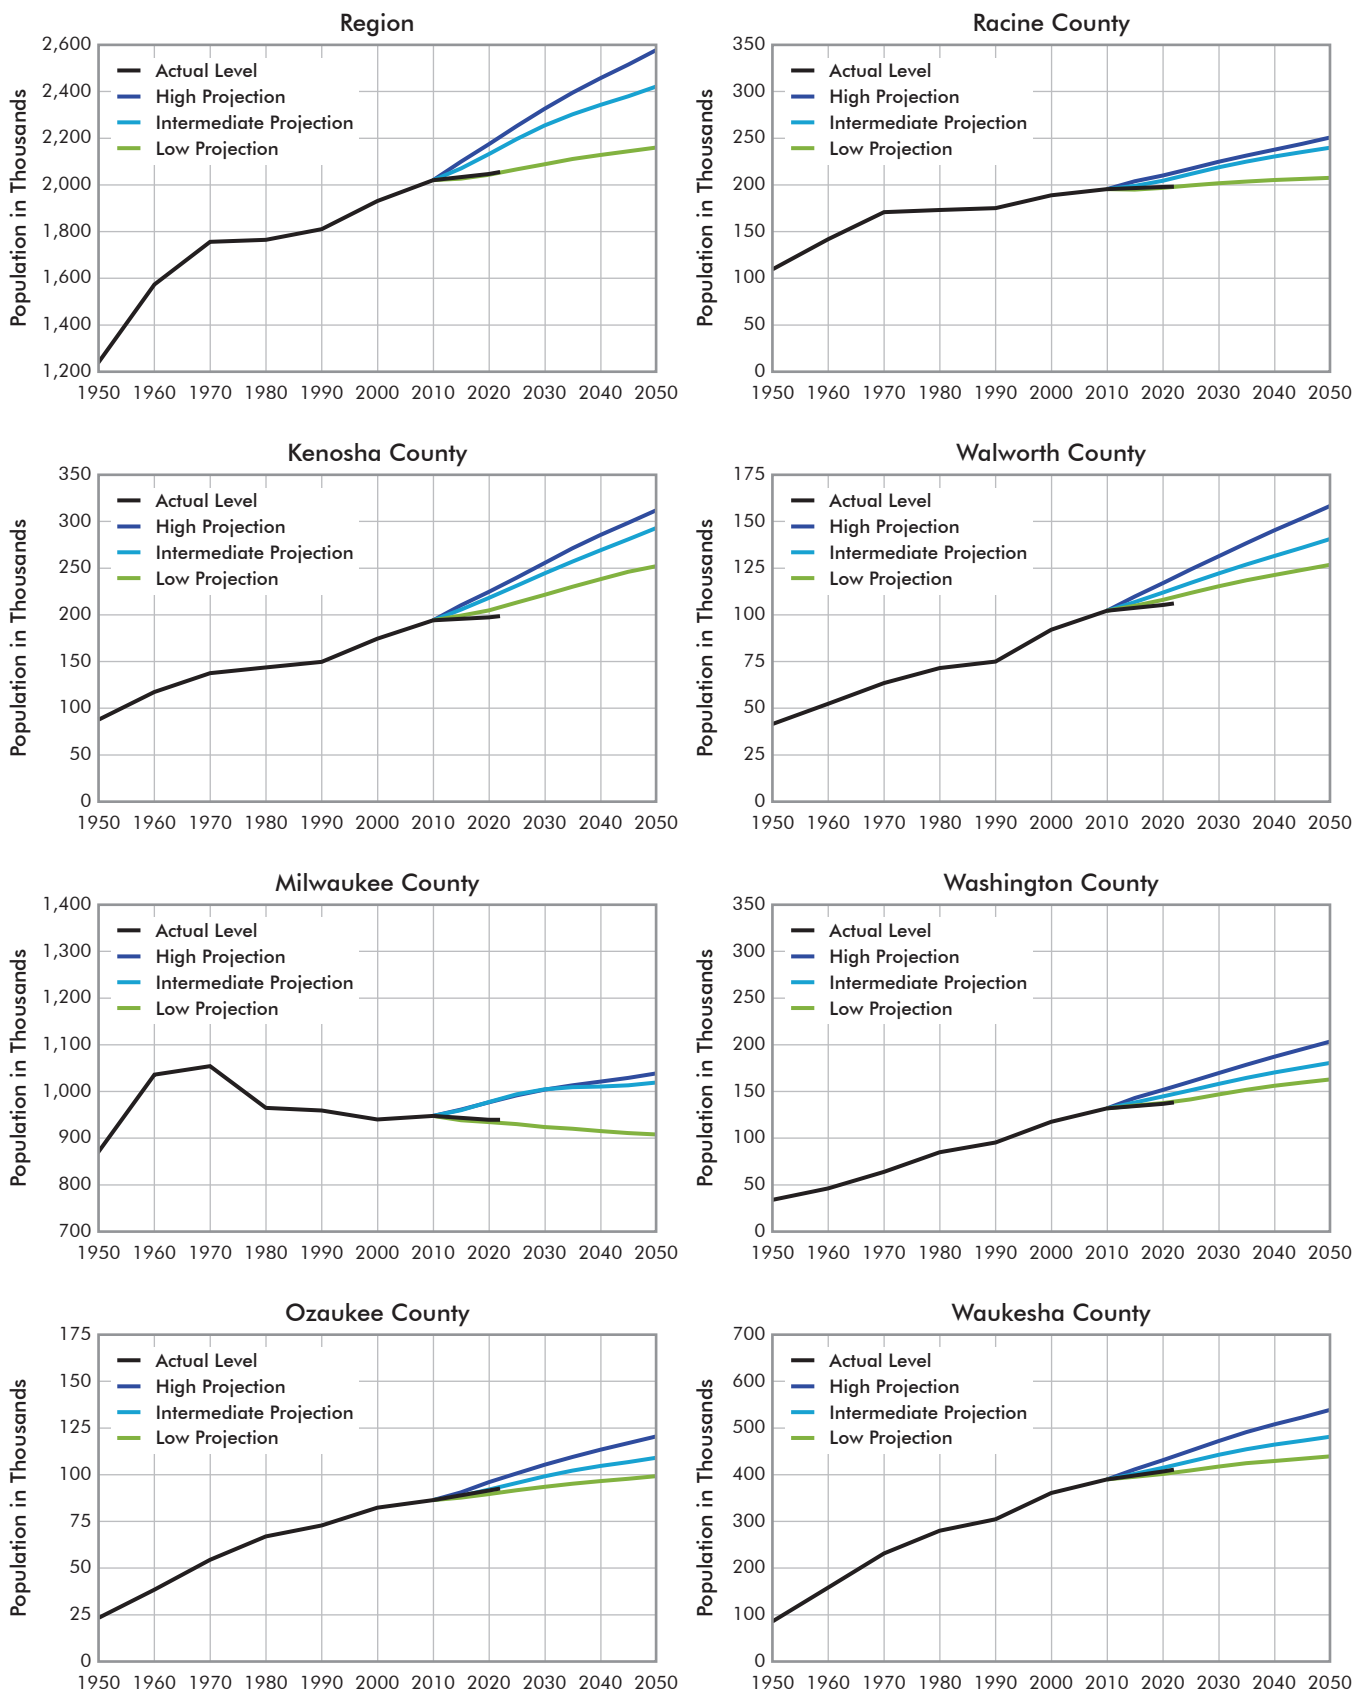 Region
Population in Thousands
2,600
2,400
2,200
2,000
1,800
1,600
1,400
1,200
Actual Level
High Projection
Intermediate Projection
Low Projection
1950 1960 1970 1980 1990 2000 2010 2020 2030 2040 2050
Racine County
Population in Thousands
350
300
250
200
150
100
50
0
Actual Level
High Projection
Intermediate Projection
Low Projection
1950 1960 1970 1980 1990 2000 2010 2020 2030 2040 2050
Kenosha County
Population in Thousands
350
300
250
200
150
100
50
0
Actual Level
High Projection
Intermediate Projection
Low Projection
1950 1960 1970 1980 1990 2000 2010 2020 2030 2040 2050
Walworth County
Population in Thousands
175
150
125
100
75
50
25
0
Actual Level
High Projection
Intermediate Projection
Low Projection
1950 1960 1970 1980 1990 2000 2010 2020 2030 2040 2050
Milwaukee County
Population in Thousands
1,400
1,300
1,200
1,100
1,000
900
800
700
Actual Level
High Projection
Intermediate Projection
Low Projection
1950 1960 1970 1980 1990 2000 2010 2020 2030 2040 2050
Washington County
Population in Thousands
350
300
250
200
150
100
50
0
Actual Level
High Projection
Intermediate Projection
Low Projection
1950 1960 1970 1980 1990 2000 2010 2020 2030 2040 2050
Ozaukee County
Population in Thousands
175
150
125
100
75
50
25
0
Actual Level
High Projection
Intermediate Projection
Low Projection
1950 1960 1970 1980 1990 2000 2010 2020 2030 2040 2050
Waukesha County
Population in Thousands
700
600
500
400
300
200
100
0
Actual Level
High Projection
Intermediate Projection
Low Projection
1950 1960 1970 1980 1990 2000 2010 2020 2030 2040 2050